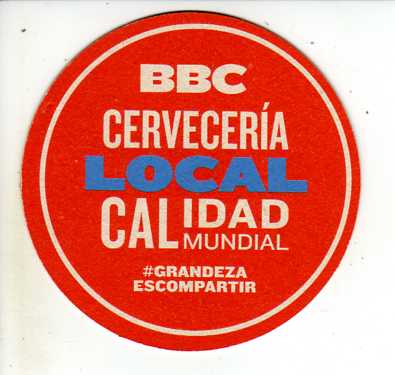 BBC
CERVECERÍA
LOCAL
CALIDAD
MUNDIAL
#GRANDEZA
ESCOMPARTIR